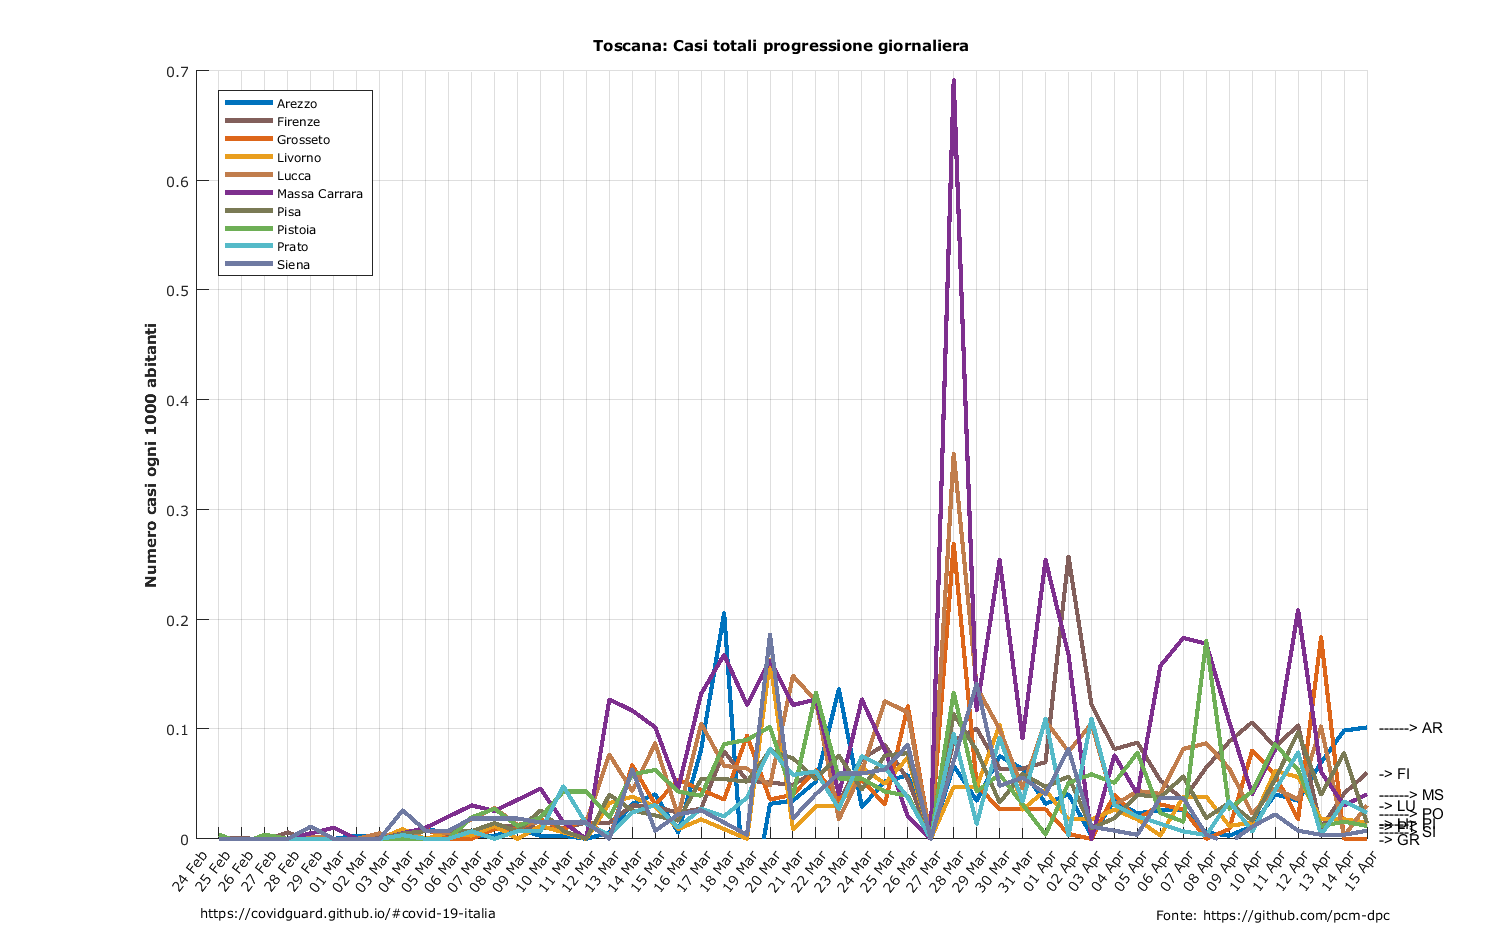 Toscana: Casi totali progressione giornaliera
Numero casi ogni 1000 abitanti
0.7
0.6
0.5
0.4
0.3
0.2
0.1
0
Arezzo
Firenze
Grosseto
Livorno
Lucca
Massa Carrara
Pisa
Pistoia
Prato
Siena
------> AR
-> FI
------> MS
-> LU
------> PO
------> SI
-> GR
24 Feb
25 Feb
26 Feb
27 Feb
28 Feb
29 Feb
01 Mar
02 Mar
03 Mar
04 Mar
05 Mar
06 Mar
07 Mar
08 Mar
09 Mar
10 Mar
11 Mar
12 Mar
13 Mar
14 Mar
15 Mar
16 Mar
17 Mar
18 Mar
19 Mar
20 Mar
21 Mar
22 Mar
23 Mar
24 Mar
25 Mar
26 Mar
27 Mar
28 Mar
29 Mar
30 Mar
31 Mar
01 Apr
02 Apr
03 Apr
04 Apr
05 Apr
06 Apr
07 Apr
08 Apr
09 Apr
10 Apr
11 Apr
12 Apr
13 Apr
14 Apr
15 Apr
https://covidguard.github.io/#covid-19-italia
Fonte: https://github.com/pcm-dpc